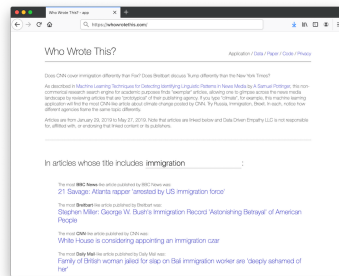 Who Wrote This? - app
https://whowrotethis.com/
Who Wrote This?
Application / Data / Paper / Code / Privacy
Does CNN cover immigration differently than Fox? Does Breitbart discuss Trump differently than the New York Times?
As described in Machine Learning Techniques for Detecting Identifying Linguistic Patterns in News Media by A Samuel Pottinger, this non-
commercial research engine for academic purposes finds "exemplar" articles, allowing one to glimpse across the news media
landscape by reviewing articles that are "prototypical" of their publishing agency. If you type "climate", for example, this machine learning
application will find the most CNN-like article about climate change posted by CNN. Try Russia, immigration, Brexit. In each, notice how
different agencies frame the same topic differently.
Articles are from January 29, 2019 to May 27, 2019. Note that articles are linked below and Data Driven Empathy LLC is not responsible
for, affiliated with, or endorsing that linked content or its publishers.
In articles whose title includes immigration :
The most BBC News-like article published by BBC News was:
21 Savage: Atlanta rapper 'arrested by US immigration force'
The most Breitbart-like article published by Breitbart was:
Stephen Miller: George W. Bush's Immigration Record 'Astonishing Betrayal' of American
People
The most CNN-like article published by CNN was:
White House is considering appointing an immigration czar
The most Daily Mail-like article published by Daily Mail was:
Family of British woman jailed for slap on Bali immigration worker are 'deeply ashamed of
her'